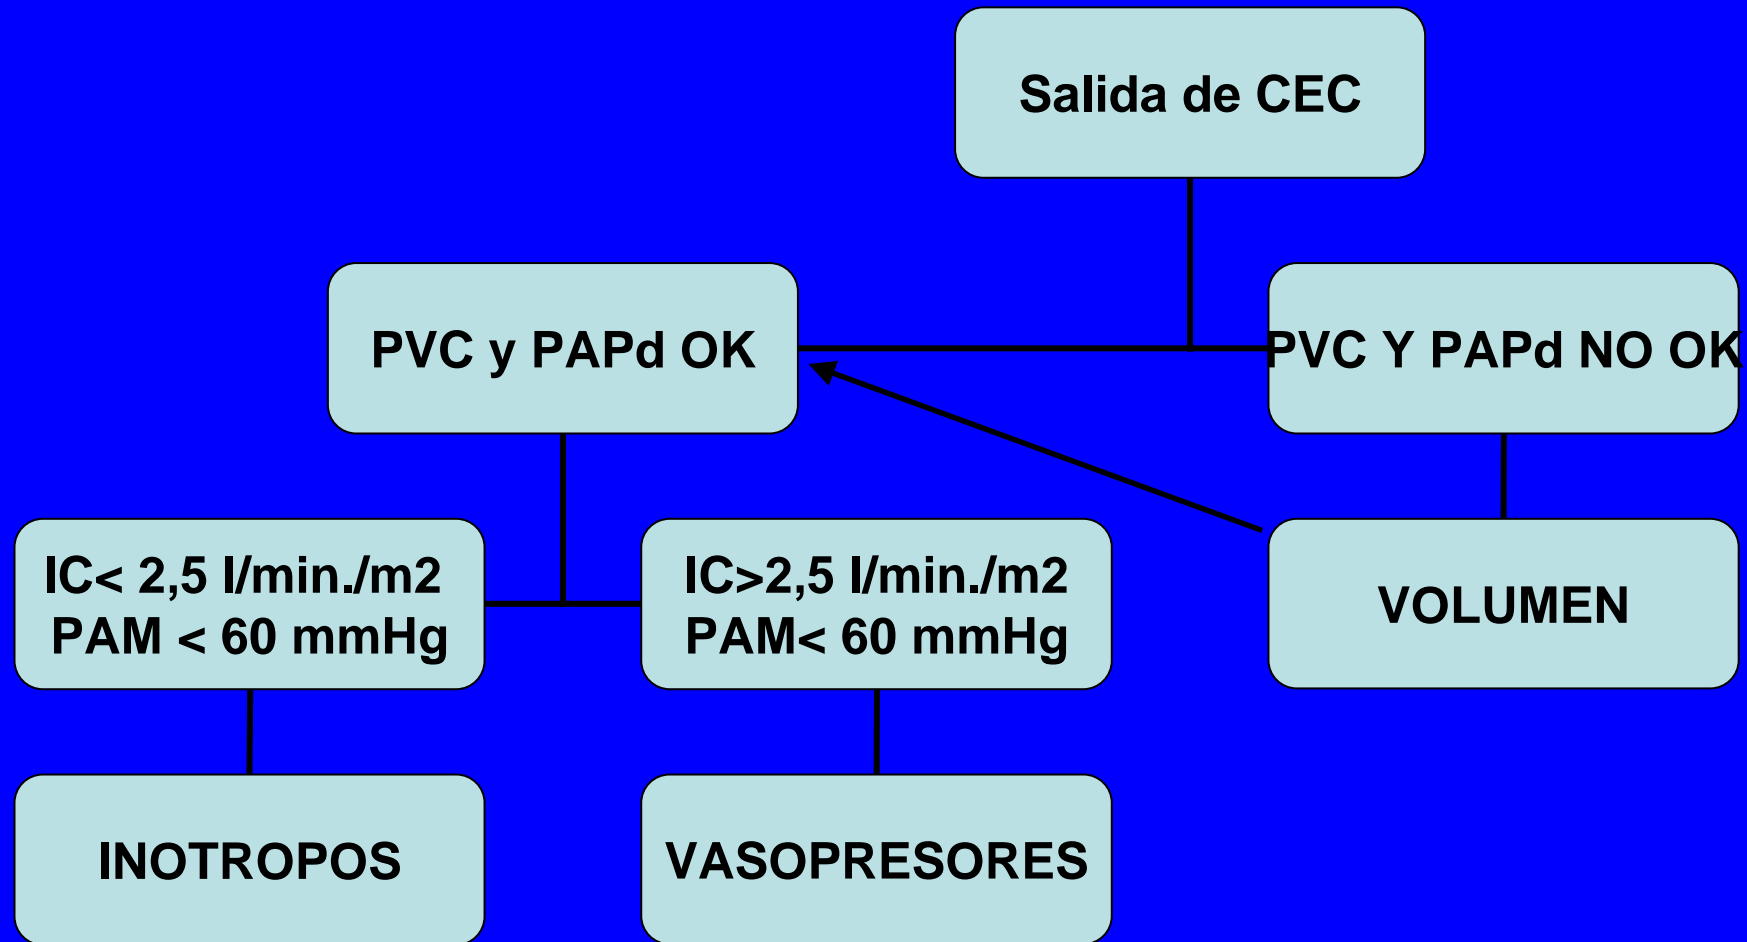 Salida de CEC
PVC y PAPd OK
PVC Y PAPd NO OK
IC< 2,5 l/min./m2
PAM < 60 mmHg
IC>2,5 l/min./m2
PAM< 60 mmHg
VOLUMEN
INOTROPOS
VASOPRESORES